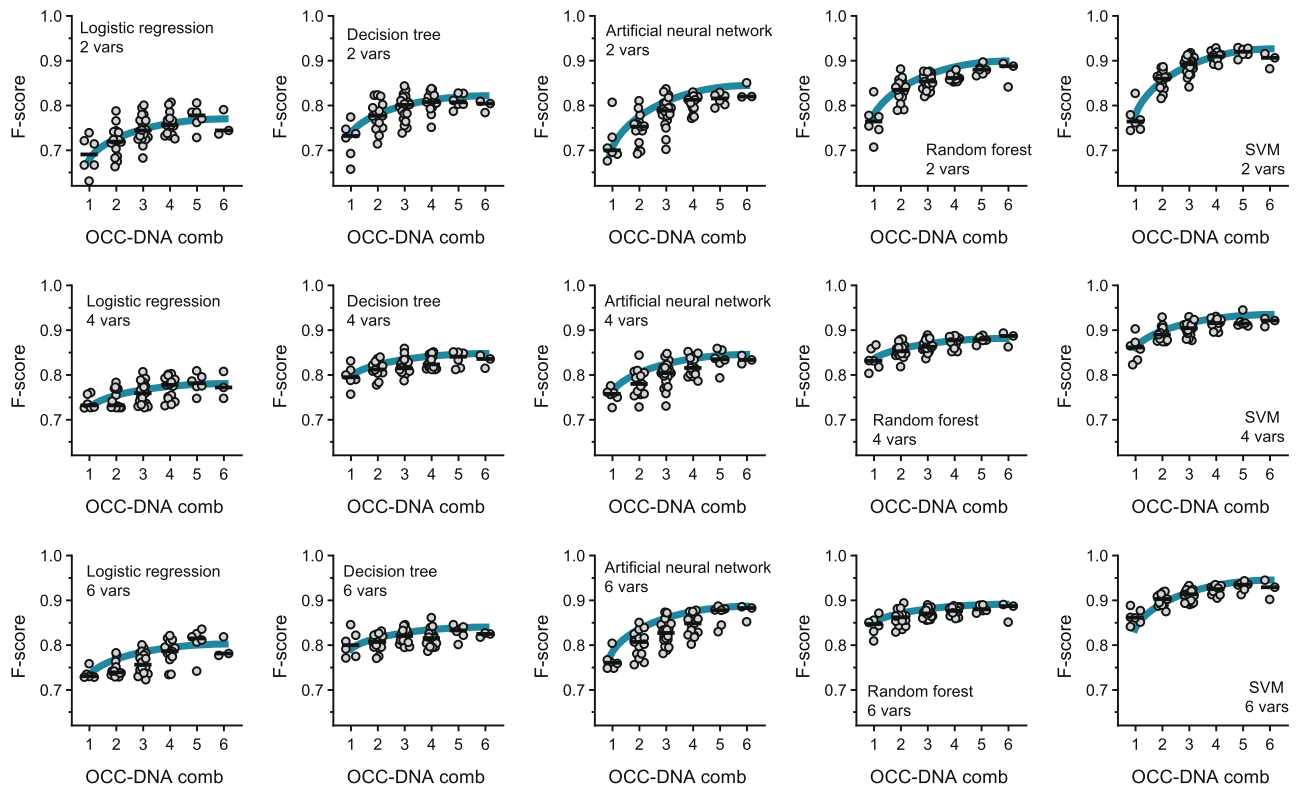 1.0
0.9
0.8
0.7
F-score
Logistic regression
2 vars
1 2 3 4 5 6
OCC-DNA comb
1.0
0.9
0.8
0.7
F-score
Decision tree
2 vars
1 2 3 4 5 6
OCC-DNA comb
1.0
0.9
0.8
0.7
F-score
Artificial neural network
2 vars
1 2 3 4 5 6
OCC-DNA comb
1.0
0.9
0.8
0.7
F-score
Random forest
2 vars
1 2 3 4 5 6
OCC-DNA comb
1.0
0.9
0.8
0.7
F-score
SVM
2 vars
1 2 3 4 5 6
OCC-DNA comb
1.0
0.9
0.8
0.7
F-score
Logistic regression
4 vars
1 2 3 4 5 6
OCC-DNA comb
1.0
0.9
0.8
0.7
F-score
Decision tree
4 vars
1 2 3 4 5 6
OCC-DNA comb
1.0
0.9
0.8
0.7
F-score
Artificial neural network
4 vars
1 2 3 4 5 6
OCC-DNA comb
1.0
0.9
0.8
0.7
F-score
Random forest
4 vars
1 2 3 4 5 6
OCC-DNA comb
1.0
0.9
0.8
0.7
F-score
SVM
4 vars
1 2 3 4 5 6
OCC-DNA comb
1.0
0.9
0.8
0.7
F-score
Logistic regression
6 vars
1 2 3 4 5 6
OCC-DNA comb
1.0
0.9
0.8
0.7
F-score
Decision tree
6 vars
1 2 3 4 5 6
OCC-DNA comb
1.0
0.9
0.8
0.7
F-score
Artificial neural network
6 vars
1 2 3 4 5 6
OCC-DNA comb
1.0
0.9
0.8
0.7
F-score
Random forest
6 vars
1 2 3 4 5 6
OCC-DNA comb
1.0
0.9
0.8
0.7
F-score
SVM
6 vars
1 2 3 4 5 6
OCC-DNA comb